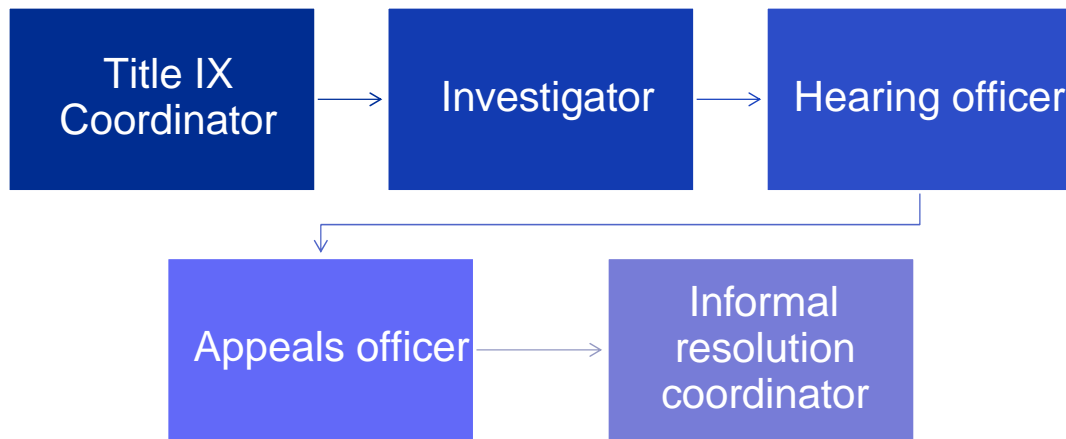 Title IX
Coordinator
Investigator
Hearing officer
Appeals officer
Informal
resolution
coordinator